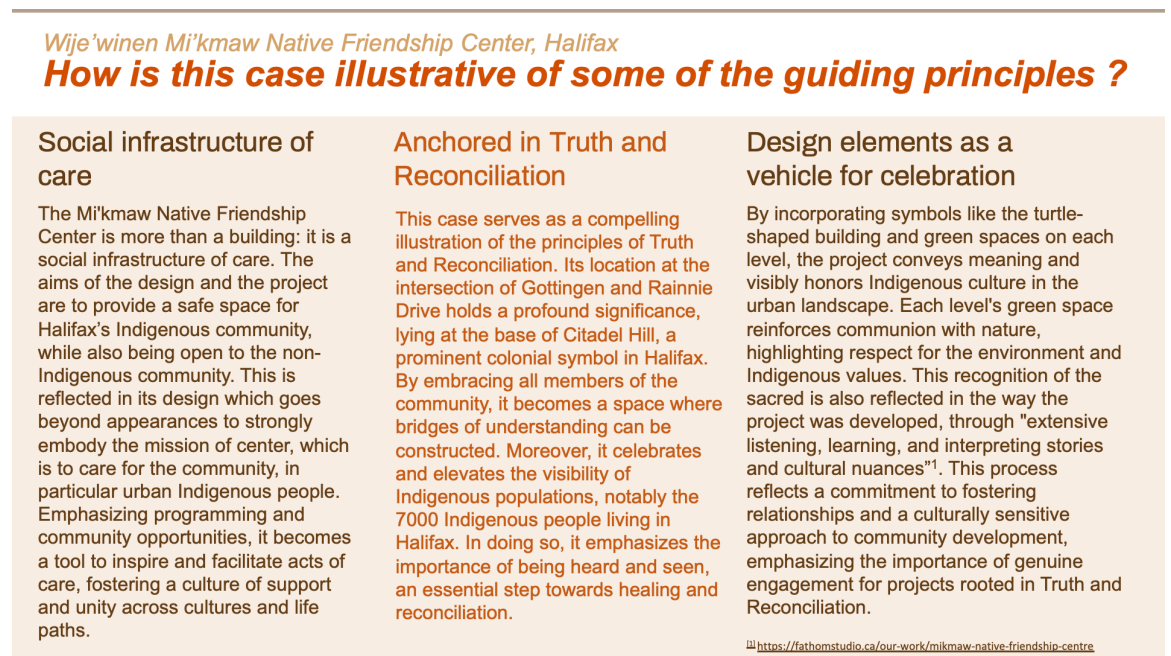 Wije’winen Mi’kmaw Native Friendship Center, Halifax
How is this case illustrative of some of the guiding principles ?
Social infrastructure of
care
The Mi'kmaw Native Friendship
Center is more than a building: it is a
social infrastructure of care. The
aims of the design and the project
are to provide a safe space for
Halifax’s Indigenous community,
while also being open to the non-
Indigenous community. This is
reflected in its design which goes
beyond appearances to strongly
embody the mission of center, which
is to care for the community, in
particular urban Indigenous people.
Emphasizing programming and
community opportunities, it becomes
a tool to inspire and facilitate acts of
care, fostering a culture of support
and unity across cultures and life
paths.
Anchored in Truth and
Reconciliation
This case serves as a compelling
illustration of the principles of Truth
and Reconciliation. Its location at the
intersection of Gottingen and Rainnie
Drive holds a profound significance,
lying at the base of Citadel Hill, a
prominent colonial symbol in Halifax.
By embracing all members of the
community, it becomes a space where
bridges of understanding can be
constructed. Moreover, it celebrates
and elevates the visibility of
Indigenous populations, notably the
7000 Indigenous people living in
Halifax. In doing so, it emphasizes the
importance of being heard and seen,
an essential step towards healing and
reconciliation.
Design elements as a
vehicle for celebration
By incorporating symbols like the turtle-
shaped building and green spaces on each
level, the project conveys meaning and
visibly honors Indigenous culture in the
urban landscape. Each level's green space
reinforces communion with nature,
highlighting respect for the environment and
Indigenous values. This recognition of the
sacred is also reflected in the way the
project was developed, through "extensive
listening, learning, and interpreting stories
and cultural nuances”1. This process
reflects a commitment to fostering
relationships and a culturally sensitive
approach to community development,
emphasizing the importance of genuine
engagement for projects rooted in Truth and
Reconciliation.
[1] https://fathomstudio.ca/our-work/mikmaw-native-friendship-centre